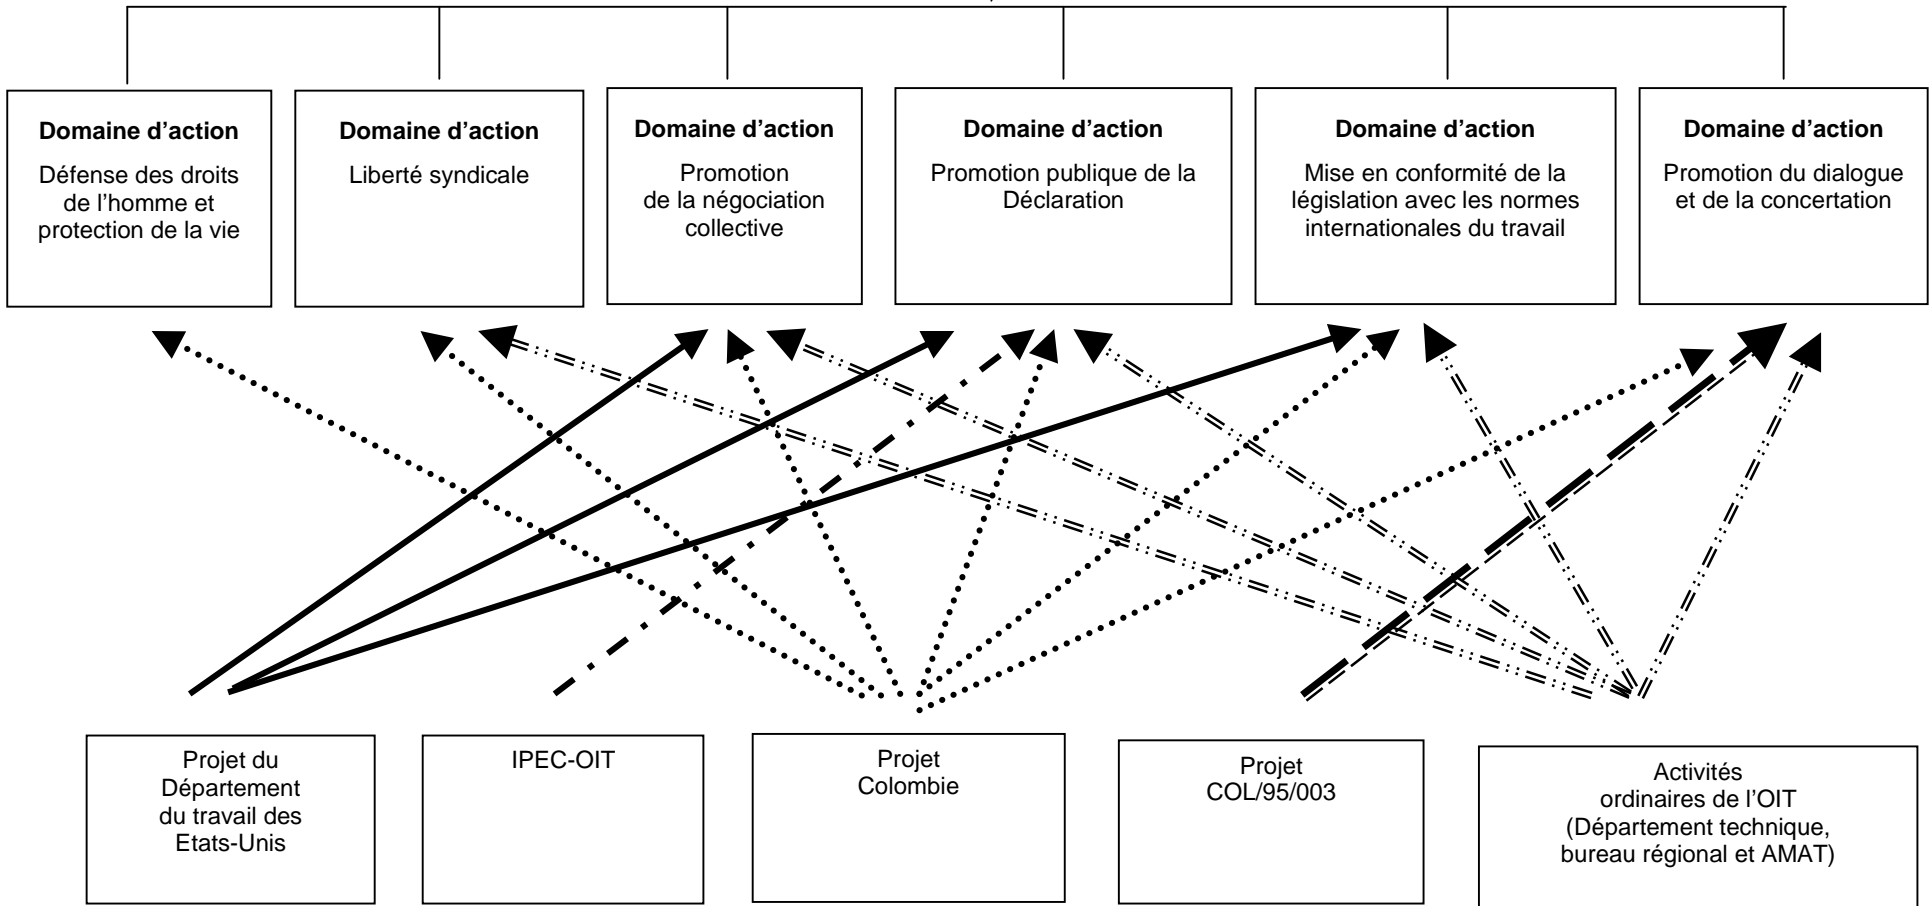 Domaine d’action
Défense des droits
de l’homme et
protection de la vie
Domaine d’action
Liberté syndicale
Domaine d’action
Promotion
de la négociation
collective
Domaine d’action
Promotion publique de la
Déclaration
Domaine d’action
Mise en conformité de la
législation avec les normes
internationales du travail
Domaine d’action
Promotion du dialogue
et de la concertation
Projet du
Département
du travail des
Etats-Unis
IPEC-OIT
Projet
Colombie
Projet
COL/95/003
Activités
ordinaires de l’OIT
(Département technique,
bureau régional et AMAT)